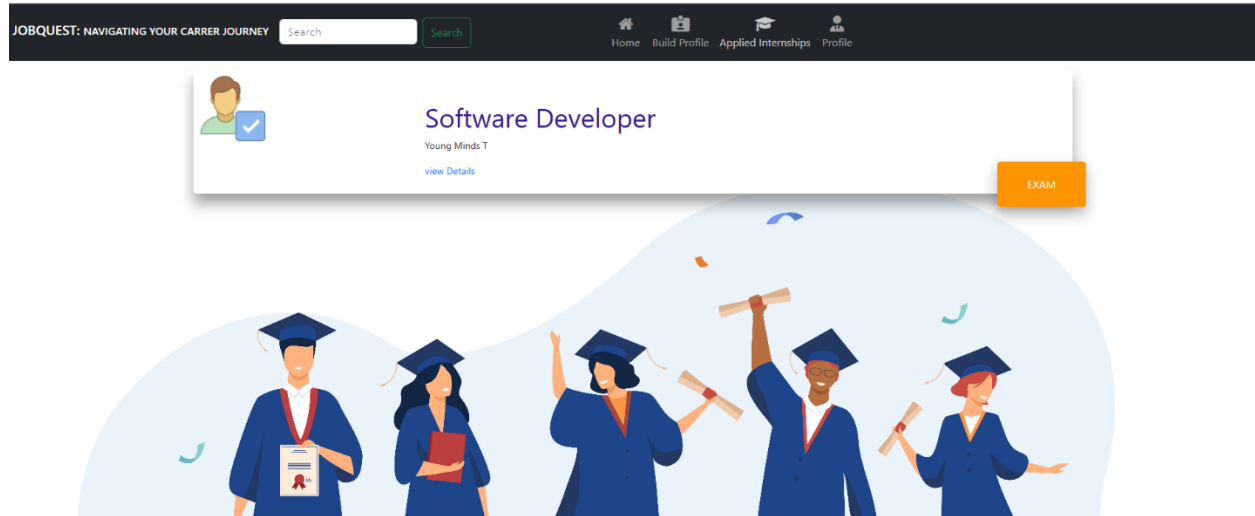 JOBQUEST: NAVIGATING YOUR CARRER JOURNEY Search Search
Home Build Profile Applied Internships Profile
Software Developer
Young Minds T
view Details
EXAM